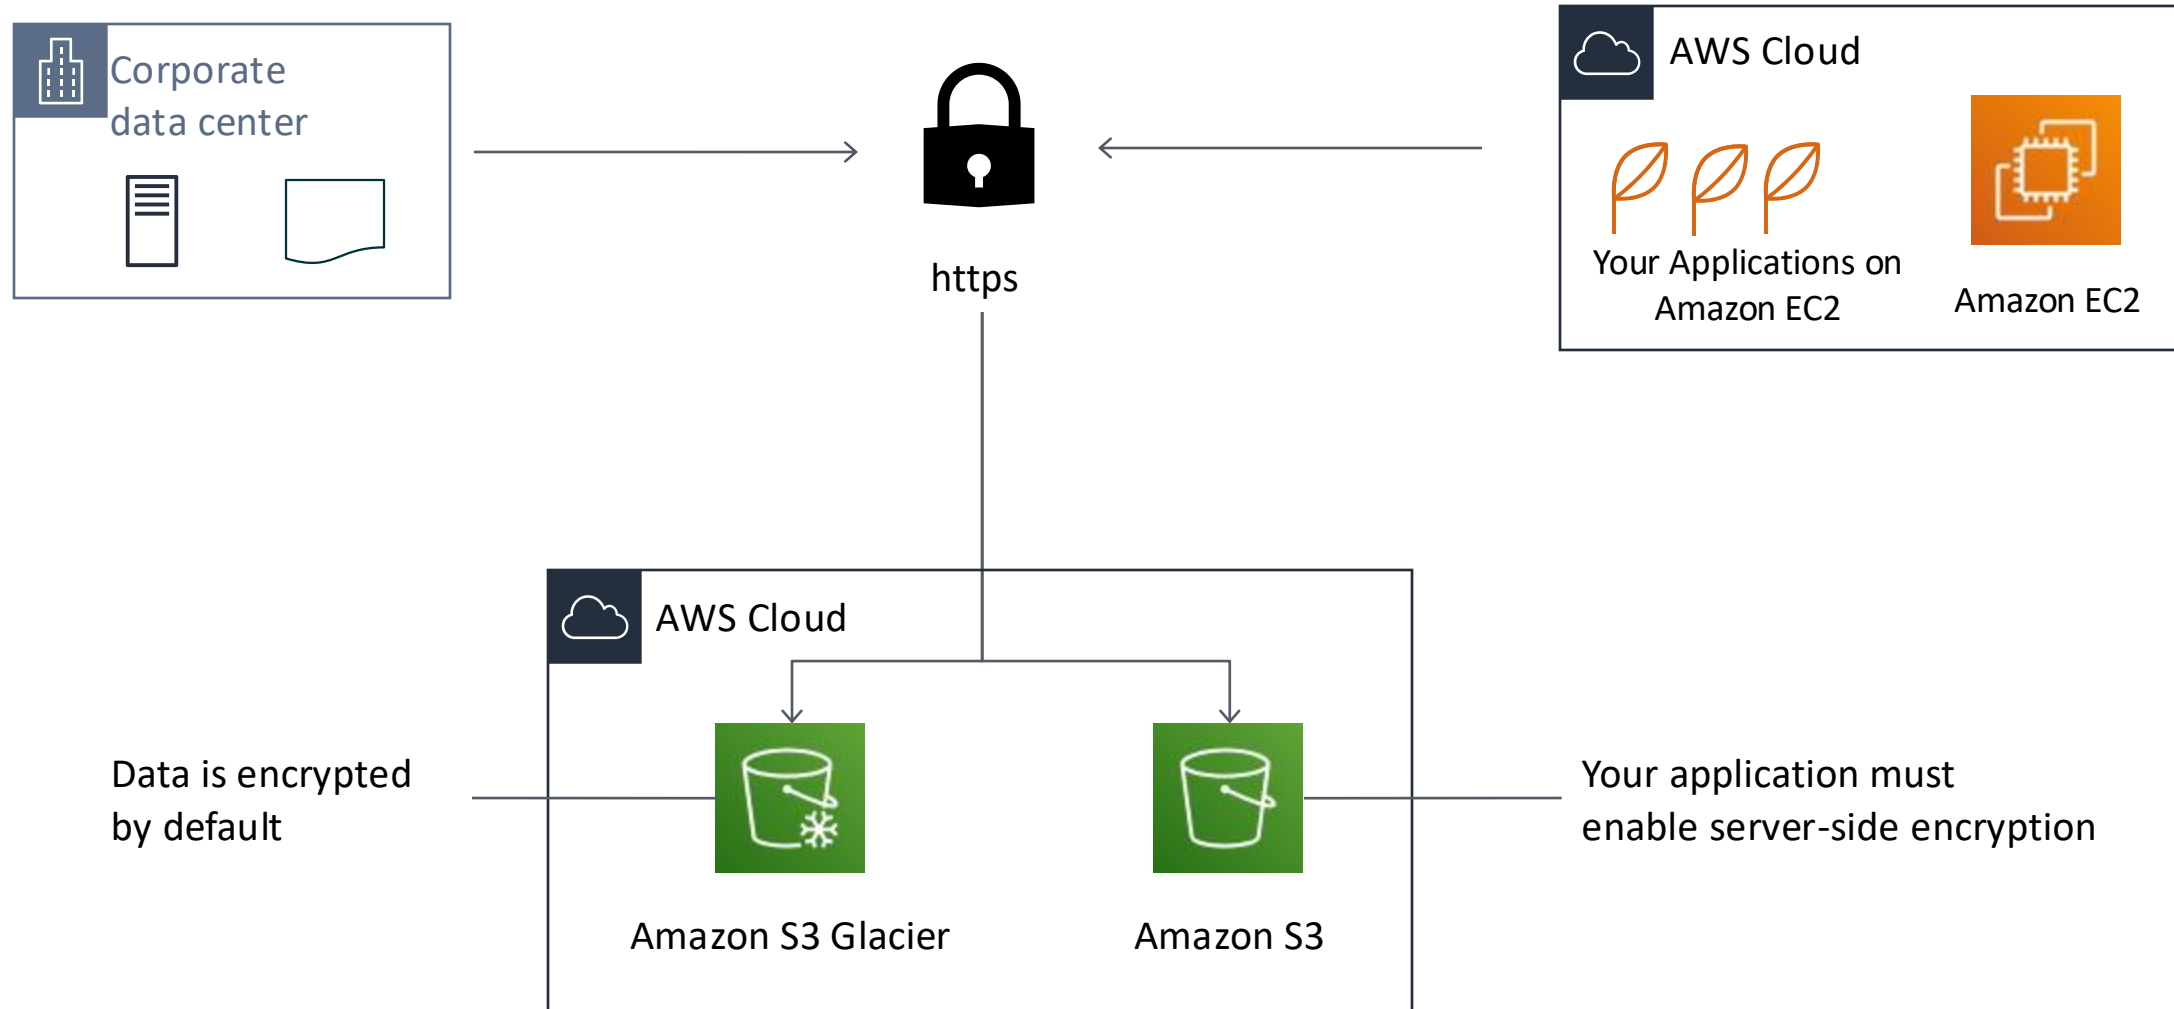 Corporate
data center
https
AWS Cloud
Your Applications on
Amazon EC2
Amazon EC2
AWS Cloud
Data is encrypted
by default
Amazon S3 Glacier
Amazon S3
Your application must
enable server-side encryption